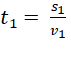 t₁ = s₁/v₁